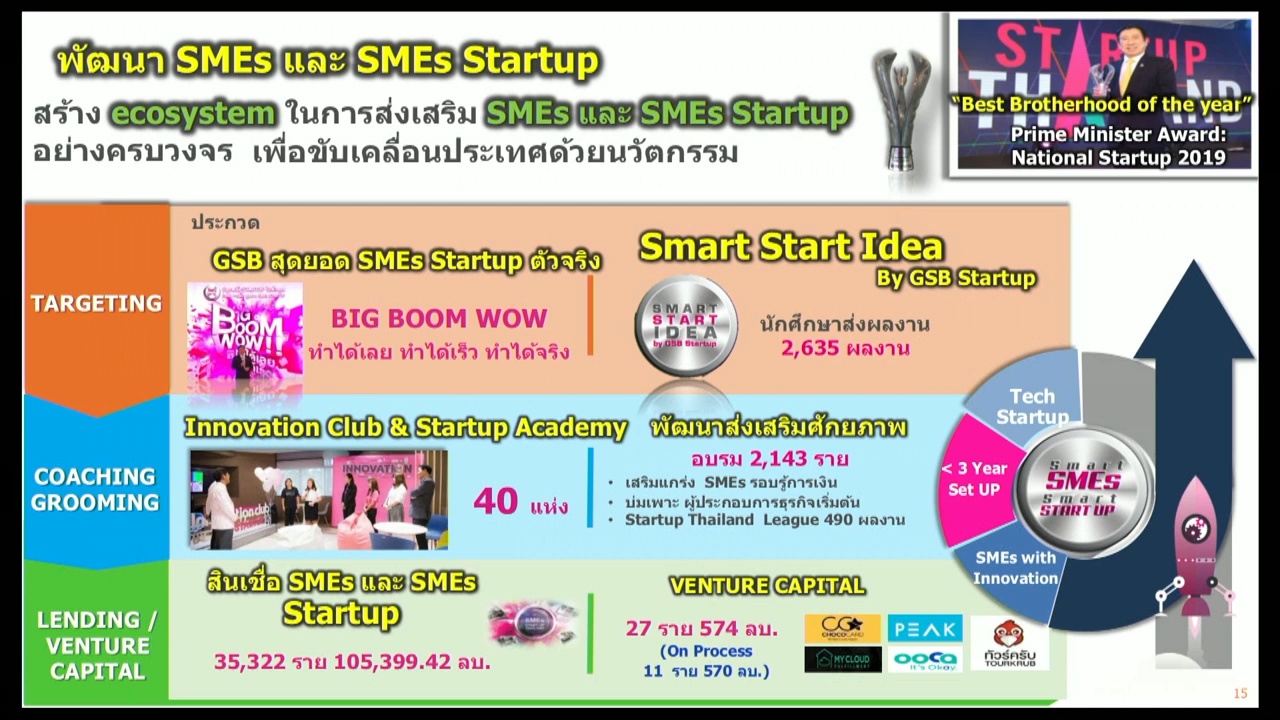 พัฒนา SMEs และ SMEs Startup
สร้าง ecosystem ในการส่งเสริม SMEs และ SMEs Startup
อย่างครบวงจร เพื่อขับเคลื่อนประเทศด้วยนวัตกรรม
STARTUP
THAILAND
“Best Brotherhood of the year”
Prime Minister Award:
National Startup 2019
TARGETING
ประกวด
GSB สุดยอด SMEs Startup ตัวจริง
BIG
BOOM
WOW!!
BIG BOOM WOW
ทำได้เลย ทำได้เร็ว ทำได้จริง
Smart Start Idea
By GSB Startup
SMART
START
IDEA
by GSB Startup
นักศึกษาส่งผลงาน
2,635 ผลงาน
COACHING
GROOMING
Innovation Club & Startup Academy
INNOVATION
40 แห่ง
พัฒนาส่งเสริมศักยภาพ
อบรม 2,143 ราย
• เสริมแกร่ง SMEs รอบรู้การเงิน
• บ่มเพาะ ผู้ประกอบการธุรกิจเริ่มต้น
• Startup Thailand League 490 ผลงาน
Tech
Startup
< 3 Year
Set UP
SMEs with
Innovation
Smart
SMEs
Smart
START UP
LENDING /
VENTURE
CAPITAL
สินเชื่อ SMEs และ SMEs
Startup
35,322 ราย 105,399.42 ลบ.
VENTURE CAPITAL
27 ราย 574 ลบ.
(On Process
11 ราย 570 ลบ.)
CHOCOCARD
PEAK
MYCLOUD
FULFILLMENT
ooca
It's Okay.
ทัวร์ครับ
TOURKRUB
15